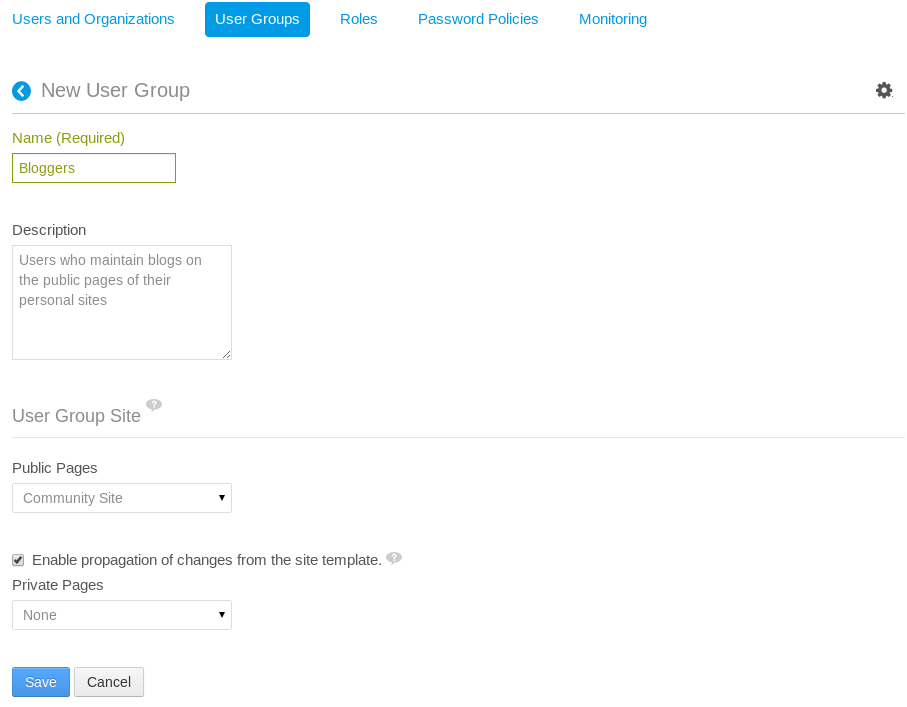 Users and Organizations User Groups Roles Password Policies Monitoring
New User Group
Name (Required)
Bloggers
Description
Users who maintain blogs on
the public pages of their
personal sites
User Group Site ?
Public Pages
Community Site
Enable propagation of changes from the site template. ?
Private Pages
None
Save Cancel